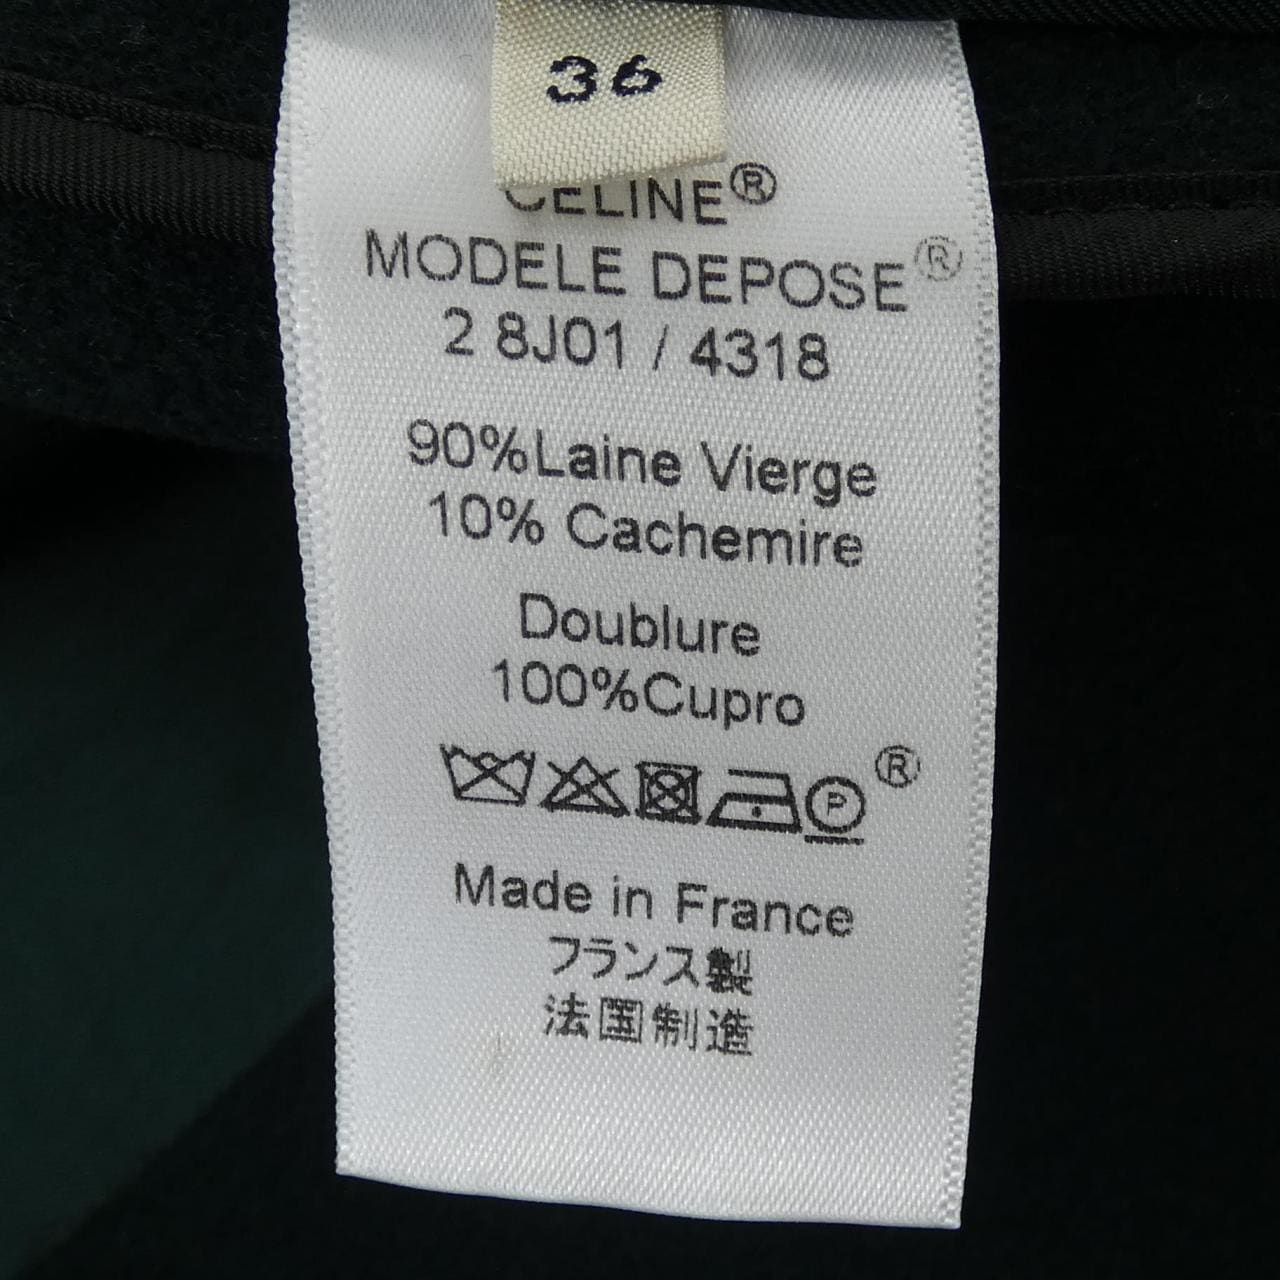 36
CELINE®
MODELE DEPOSE®
2 8J01 / 4318
90%Laine Vierge
10% Cachemire
Doublure
100%Cupro
P ®
Made in France
フランス製
法国制造